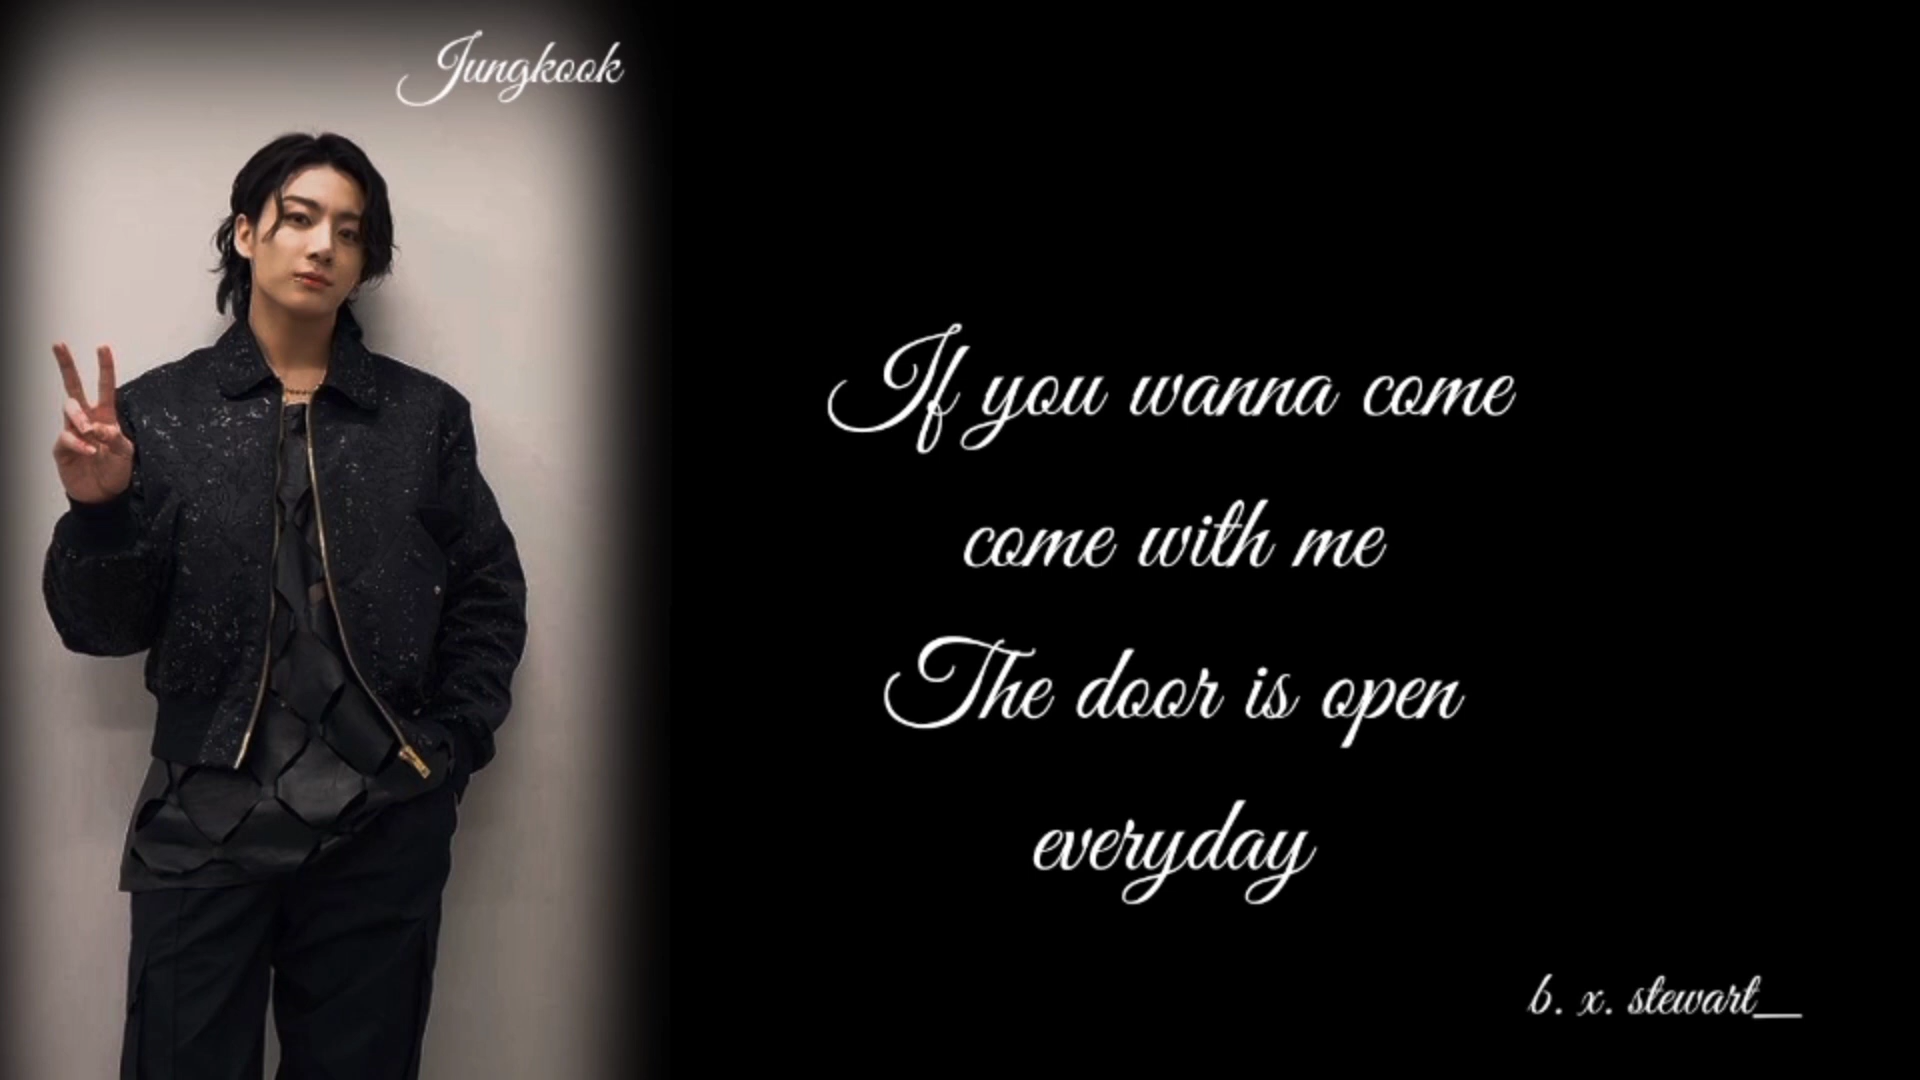 Jungkook
If you wanna come
come with me
The door is open
everyday
b. x. stewart__